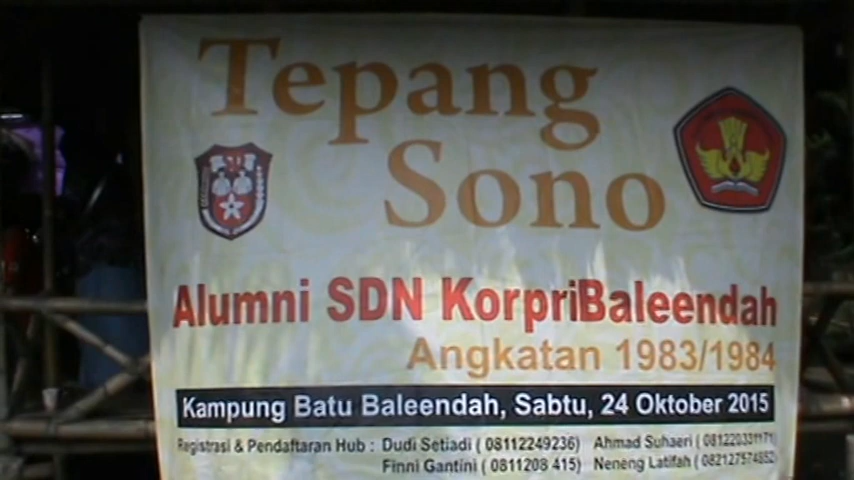 Tepang
Sono
Alumni SDN KorpriBaleendah
Angkatan 1983/1984
Kampung Batu Baleendah, Sabtu, 24 Oktober 2015
Registrasi & Pendaftaran Hub : Dudi Setiadi ( 08112249236) Ahmad Suhaeri ( 081220331171
Finni Gantini ( 0811208 415) Neneng Latifah ( 082127574852)